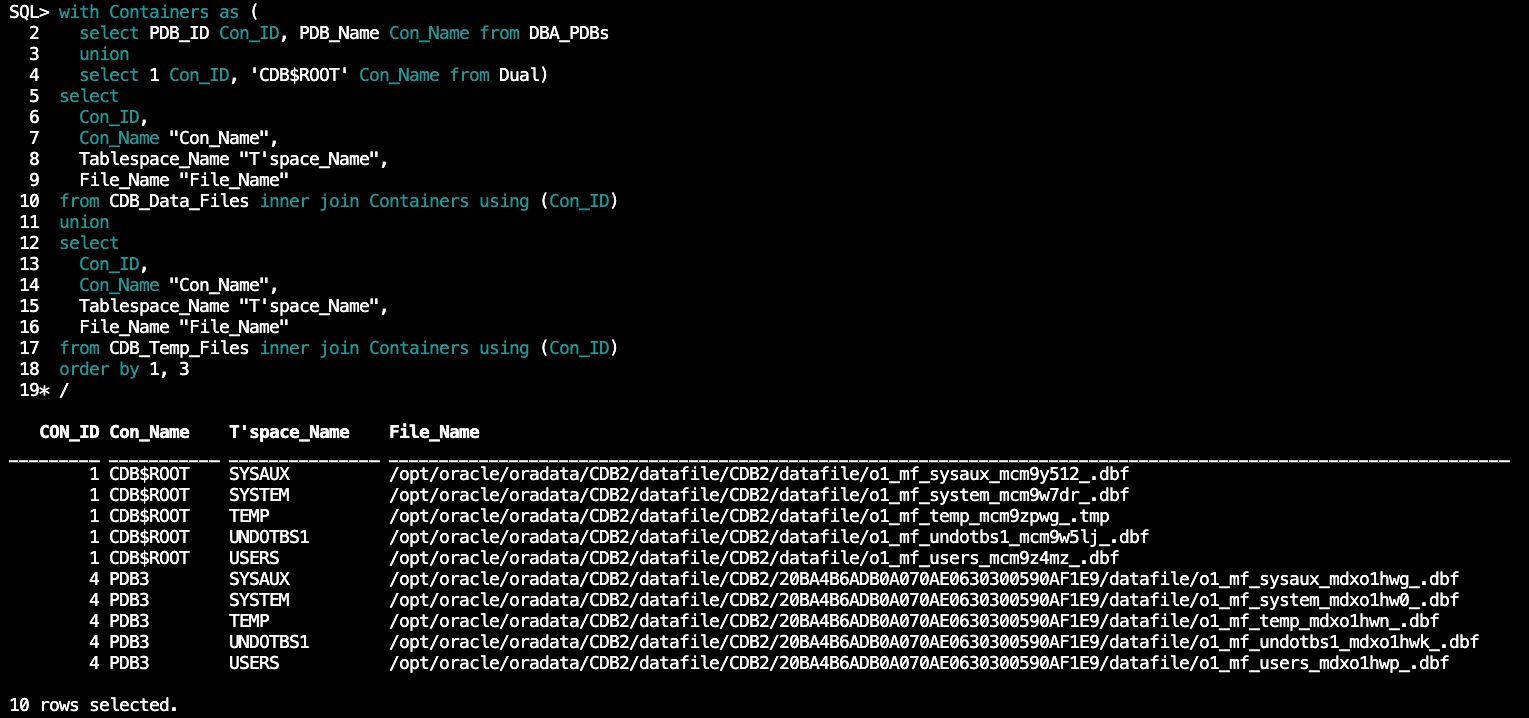 SQL> with Containers as (
  2    select PDB_ID Con_ID, PDB_Name Con_Name from DBA_PDBs
  3    union
  4    select 1 Con_ID, 'CDB$ROOT' Con_Name from Dual)
  5  select
  6    Con_ID,
  7    Con_Name "Con_Name",
  8    Tablespace_Name "T'space_Name",
  9    File_Name "File_Name"
 10  from CDB_Data_Files inner join Containers using (Con_ID)
 11  union
 12  select
 13    Con_ID,
 14    Con_Name "Con_Name",
 15    Tablespace_Name "T'space_Name",
 16    File_Name "File_Name"
 17  from CDB_Temp_Files inner join Containers using (Con_ID)
 18  order by 1, 3
 19* /
   CON_ID Con_Name    T'space_Name    File_Name
_________ ___________ _______________ ________________________________________________________________________________________________________________
        1 CDB$ROOT    SYSAUX          /opt/oracle/oradata/CDB2/datafile/CDB2/datafile/o1_mf_sysaux_mcm9y512_.dbf
        1 CDB$ROOT    SYSTEM          /opt/oracle/oradata/CDB2/datafile/CDB2/datafile/o1_mf_system_mcm9w7dr_.dbf
        1 CDB$ROOT    TEMP            /opt/oracle/oradata/CDB2/datafile/CDB2/datafile/o1_mf_temp_mcm9zpwg_.tmp
        1 CDB$ROOT    UNDOTBS1        /opt/oracle/oradata/CDB2/datafile/CDB2/datafile/o1_mf_undotbs1_mcm9w5lj_.dbf
        1 CDB$ROOT    USERS           /opt/oracle/oradata/CDB2/datafile/CDB2/datafile/o1_mf_users_mcm9z4mz_.dbf
        4 PDB3        SYSAUX          /opt/oracle/oradata/CDB2/datafile/CDB2/20BA4B6ADB0A070AE0630300590AF1E9/datafile/o1_mf_sysaux_mdxo1hwg_.dbf
        4 PDB3        SYSTEM          /opt/oracle/oradata/CDB2/datafile/CDB2/20BA4B6ADB0A070AE0630300590AF1E9/datafile/o1_mf_system_mdxo1hw0_.dbf
        4 PDB3        TEMP            /opt/oracle/oradata/CDB2/datafile/CDB2/20BA4B6ADB0A070AE0630300590AF1E9/datafile/o1_mf_temp_mdxo1hwn_.dbf
        4 PDB3        UNDOTBS1        /opt/oracle/oradata/CDB2/datafile/CDB2/20BA4B6ADB0A070AE0630300590AF1E9/datafile/o1_mf_undotbs1_mdxo1hwk_.dbf
        4 PDB3        USERS           /opt/oracle/oradata/CDB2/datafile/CDB2/20BA4B6ADB0A070AE0630300590AF1E9/datafile/o1_mf_users_mdxo1hwp_.dbf
10 rows selected.